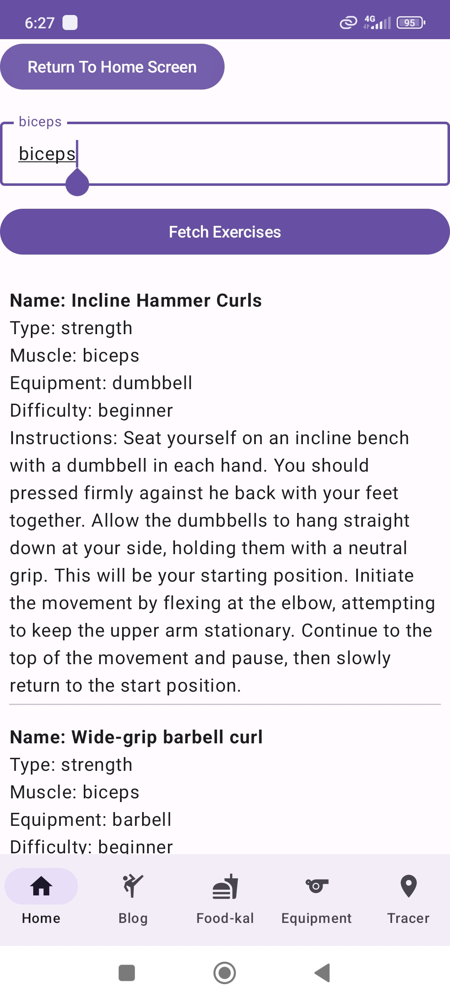 6:27
4G
95
Return To Home Screen
biceps
biceps
Fetch Exercises
Name: Incline Hammer Curls
Type: strength
Muscle: biceps
Equipment: dumbbell
Difficulty: beginner
Instructions: Seat yourself on an incline bench
with a dumbbell in each hand. You should
pressed firmly against he back with your feet
together. Allow the dumbbells to hang straight
down at your side, holding them with a neutral
grip. This will be your starting position. Initiate
the movement by flexing at the elbow, attempting
to keep the upper arm stationary. Continue to the
top of the movement and pause, then slowly
return to the start position.
Name: Wide-grip barbell curl
Type: strength
Muscle: biceps
Equipment: barbell
Difficulty: beginner
Home
Blog
Food-kal
Equipment
Tracer